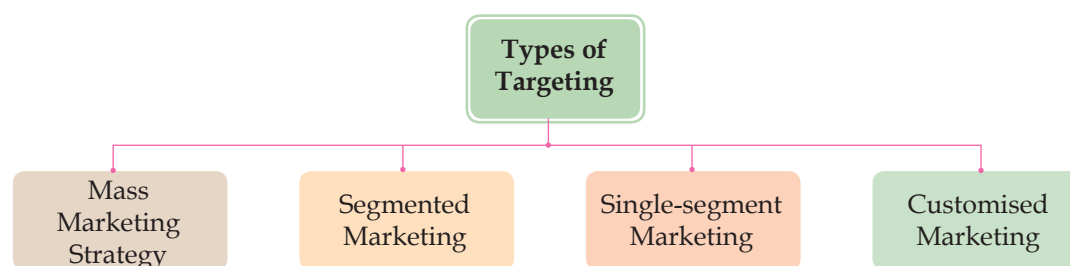 Types of
Targeting
Mass
Marketing
Strategy
Segmented
Marketing
Single-segment
Marketing
Customised
Marketing